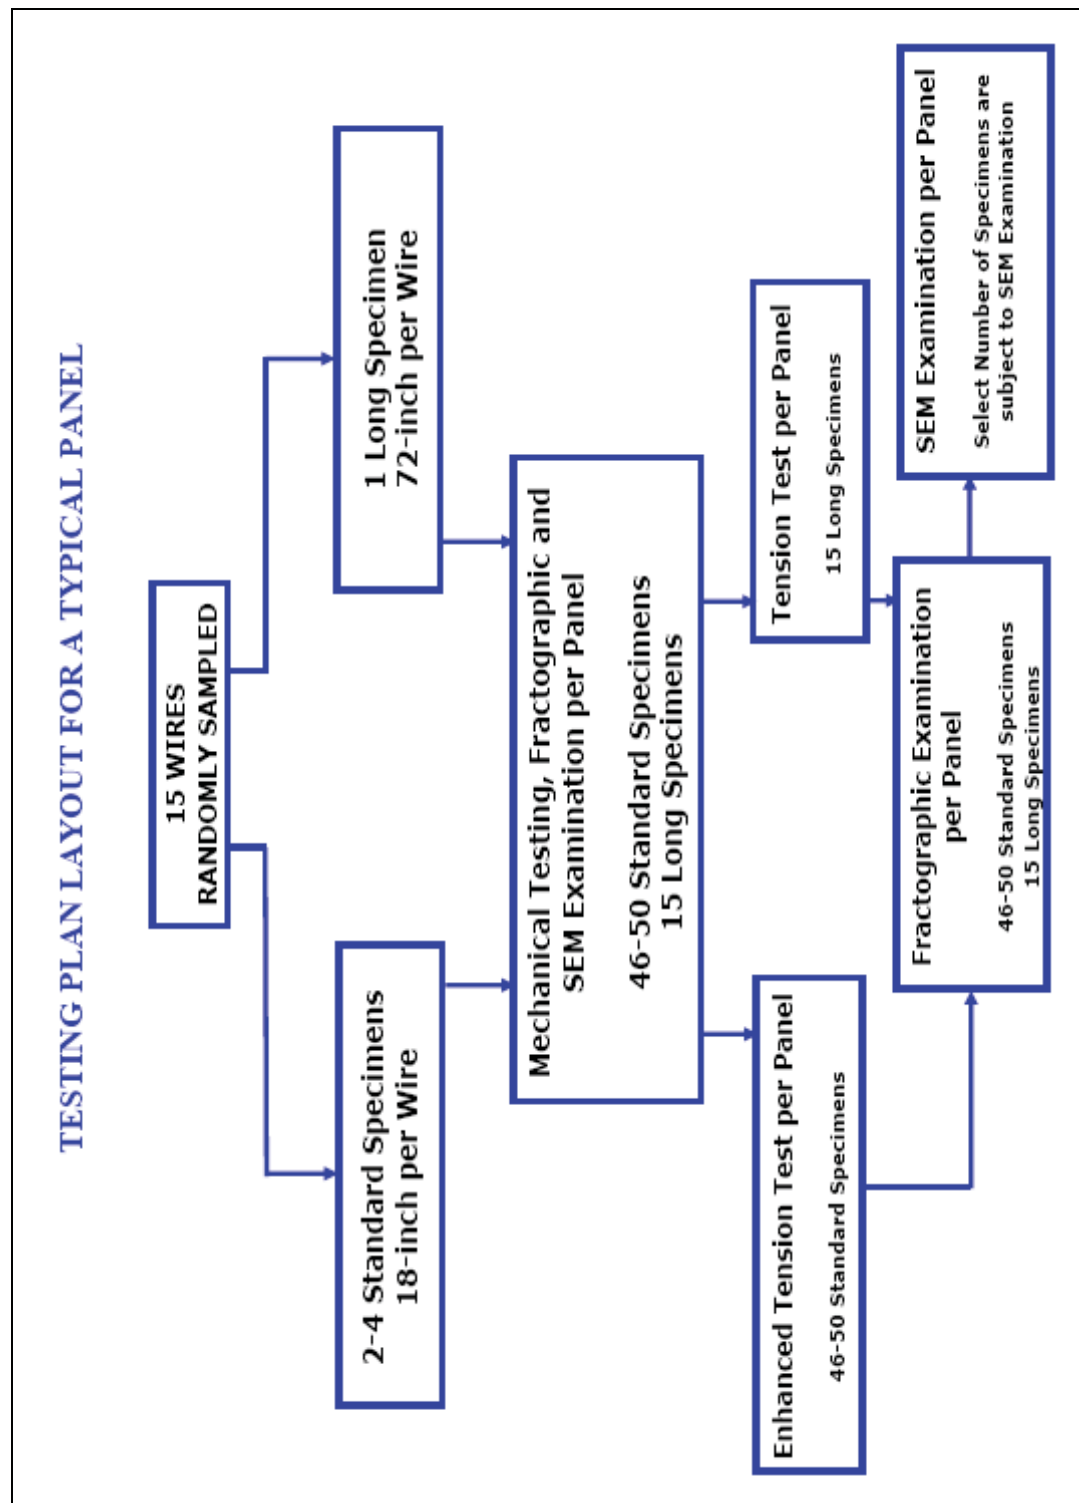 TESTING PLAN LAYOUT FOR A TYPICAL PANEL
15 WIRES
RANDOMLY SAMPLED
2-4 Standard Specimens
18-inch per Wire
1 Long Specimen
72-inch per Wire
Mechanical Testing, Fractographic and
SEM Examination per Panel
46-50 Standard Specimens
15 Long Specimens
Enhanced Tension Test per Panel
46-50 Standard Specimens
Tension Test per Panel
15 Long Specimens
Fractographic Examination
per Panel
46-50 Standard Specimens
15 Long Specimens
SEM Examination per Panel
Select Number of Specimens are
subject to SEM Examination